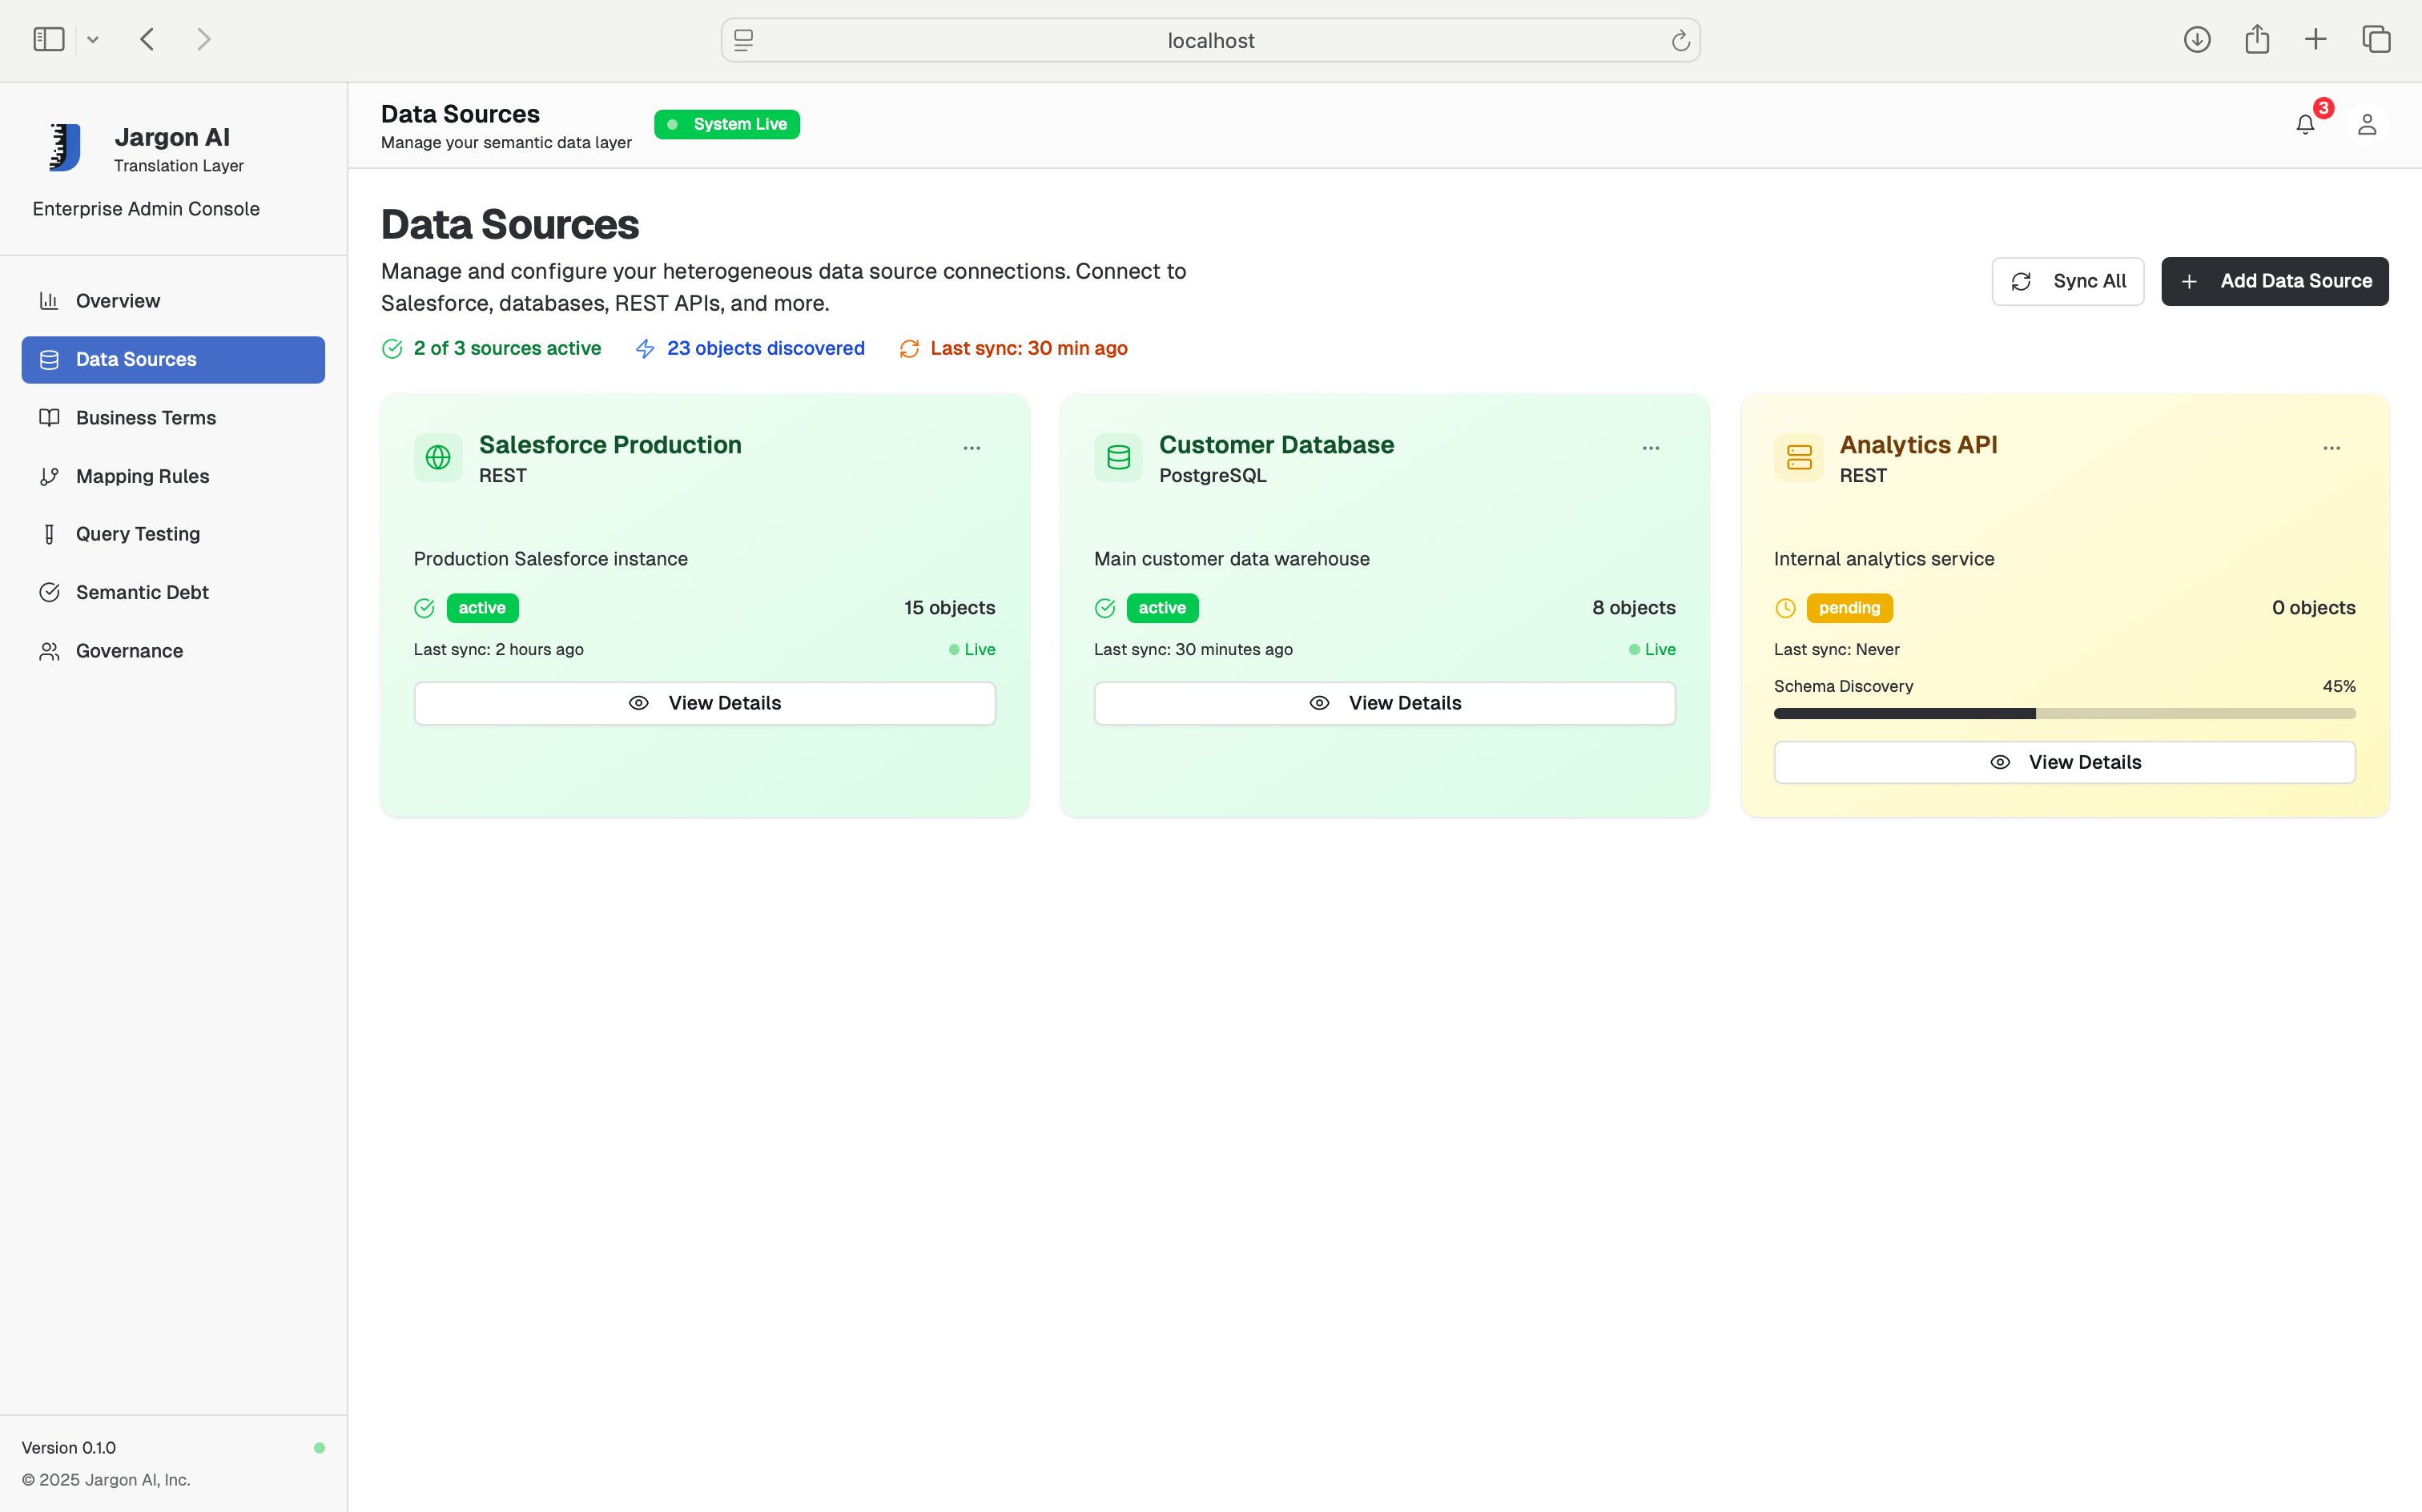 localhost
Jargon AI
Translation Layer
Enterprise Admin Console
Overview
Data Sources
Business Terms
Mapping Rules
Query Testing
Semantic Debt
Governance
Version 0.1.0
© 2025 Jargon AI, Inc.
Data Sources
Manage your semantic data layer
System Live
3
Data Sources
Manage and configure your heterogeneous data source connections. Connect to
Salesforce, databases, REST APIs, and more.
2 of 3 sources active
23 objects discovered
Last sync: 30 min ago
Sync All
Add Data Source
Salesforce Production
REST
Production Salesforce instance
active
15 objects
Last sync: 2 hours ago
Live
View Details
Customer Database
PostgreSQL
Main customer data warehouse
active
8 objects
Last sync: 30 minutes ago
Live
View Details
Analytics API
REST
Internal analytics service
pending
0 objects
Last sync: Never
Schema Discovery
45%
View Details